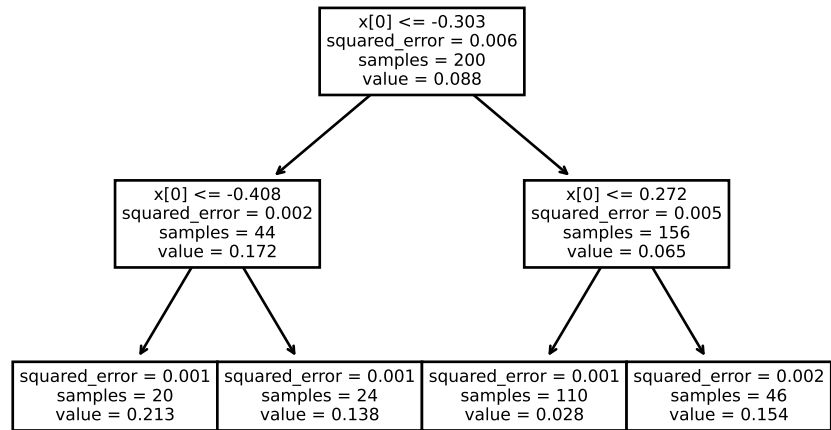 x[0] <= -0.303
squared_error = 0.006
samples = 200
value = 0.088
x[0] <= -0.408
squared_error = 0.002
samples = 44
value = 0.172
x[0] <= 0.272
squared_error = 0.005
samples = 156
value = 0.065
squared_error = 0.001
samples = 20
value = 0.213
squared_error = 0.001
samples = 24
value = 0.138
squared_error = 0.001
samples = 110
value = 0.028
squared_error = 0.002
samples = 46
value = 0.154